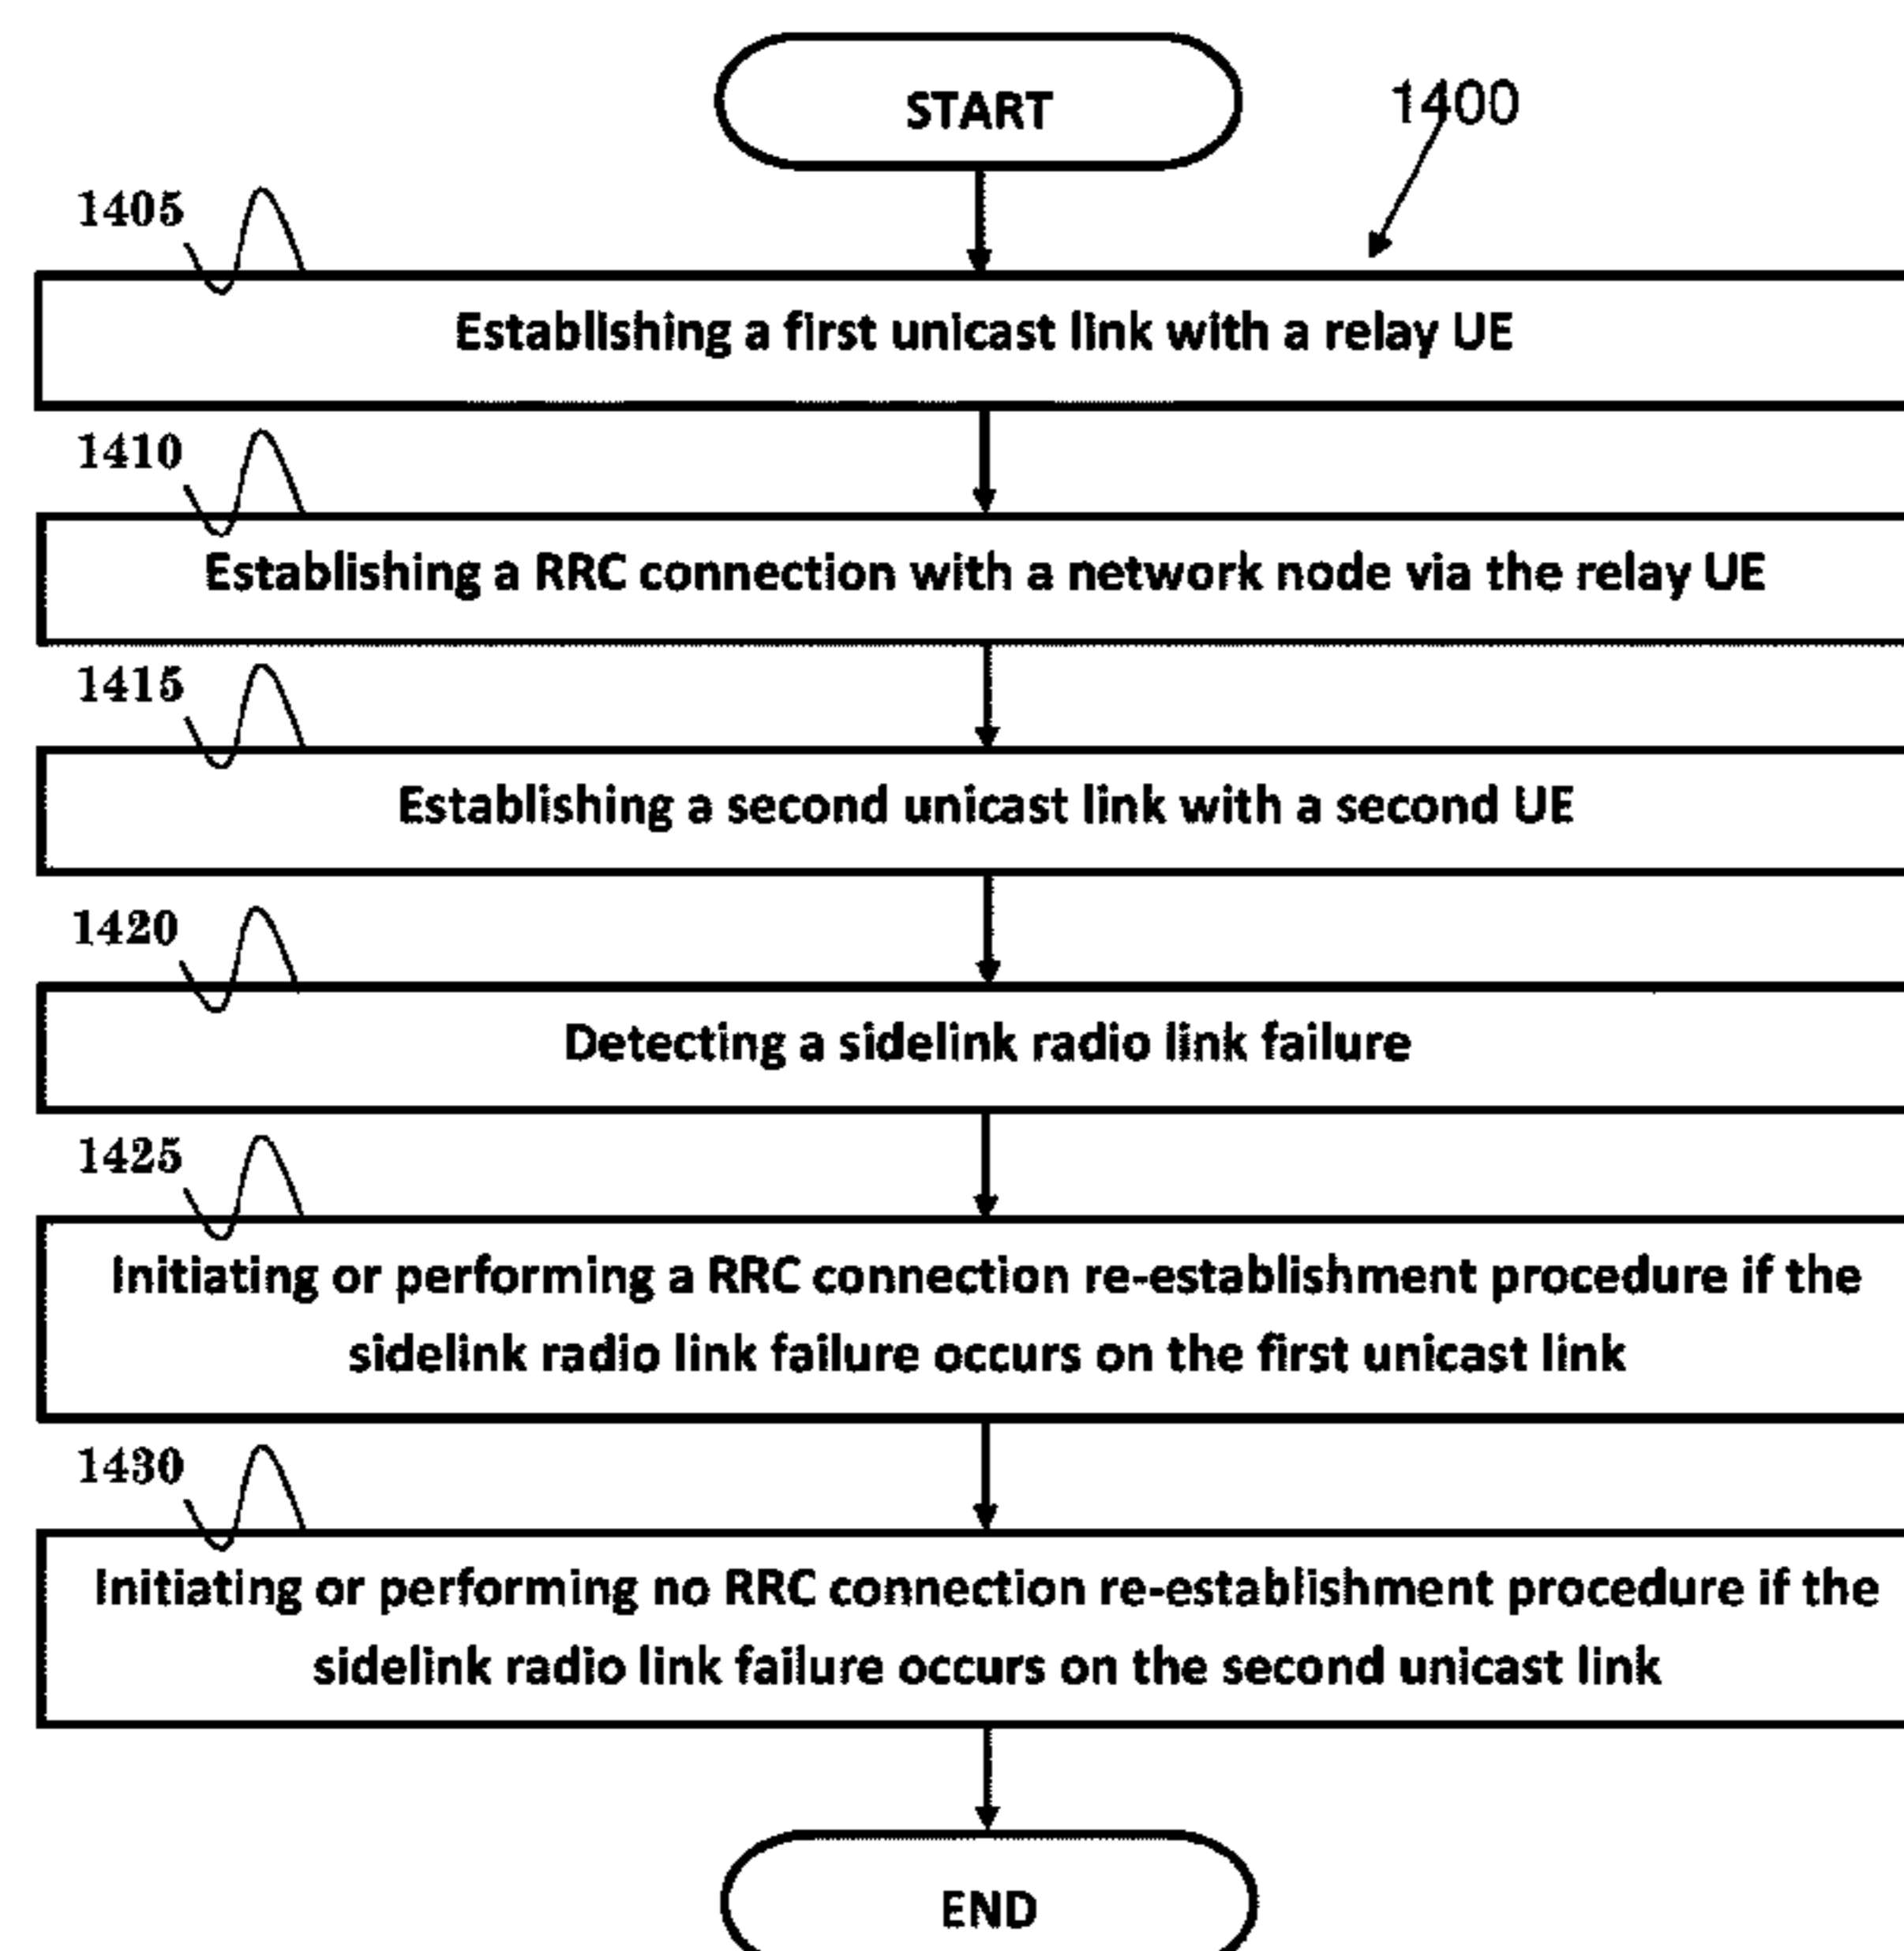 START
1400
1405
Establishing a first unicast link with a relay UE
1410
Establishing a RRC connection with a network node via the relay UE
1415
Establishing a second unicast link with a second UE
1420
Detecting a sidelink radio link failure
1425
Initiating or performing a RRC connection re-establishment procedure if the
sidelink radio link failure occurs on the first unicast link
1430
Initiating or performing no RRC connection re-establishment procedure if the
sidelink radio link failure occurs on the second unicast link
END